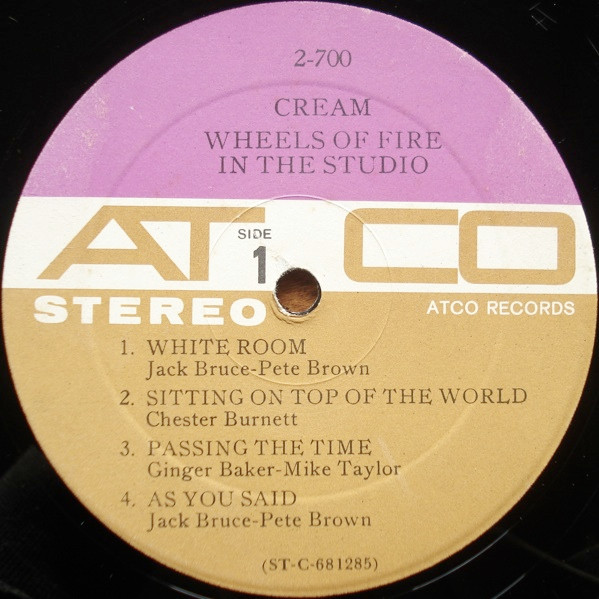 2-700
CREAM
WHEELS OF FIRE
IN THE STUDIO
AT CO
SIDE
1
STEREO
ATCO RECORDS
1. WHITE ROOM
Jack Bruce-Pete Brown
2. SITTING ON TOP OF THE WORLD
Chester Burnett
3. PASSING THE TIME
Ginger Baker-Mike Taylor
4. AS YOU SAID
Jack Bruce-Pete Brown
(ST-C-681285)